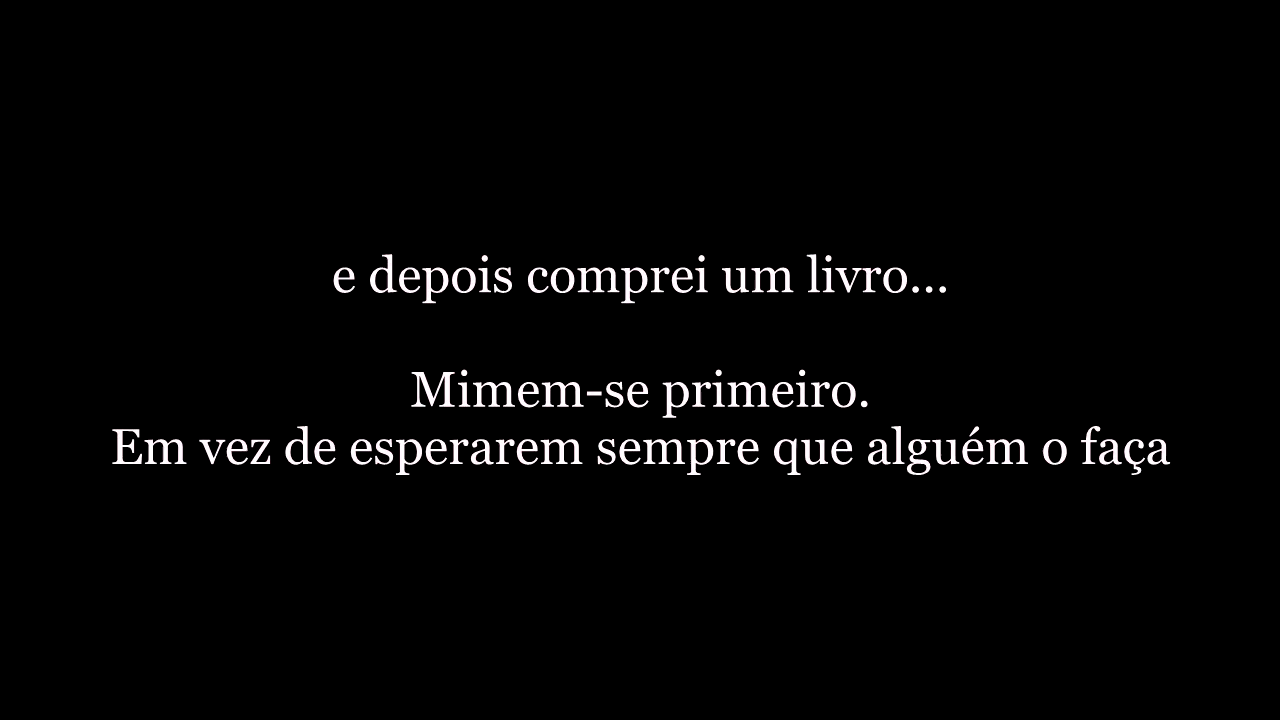 e depois comprei um livro...
Mimem-se primeiro.
Em vez de esperarem sempre que alguém o faça